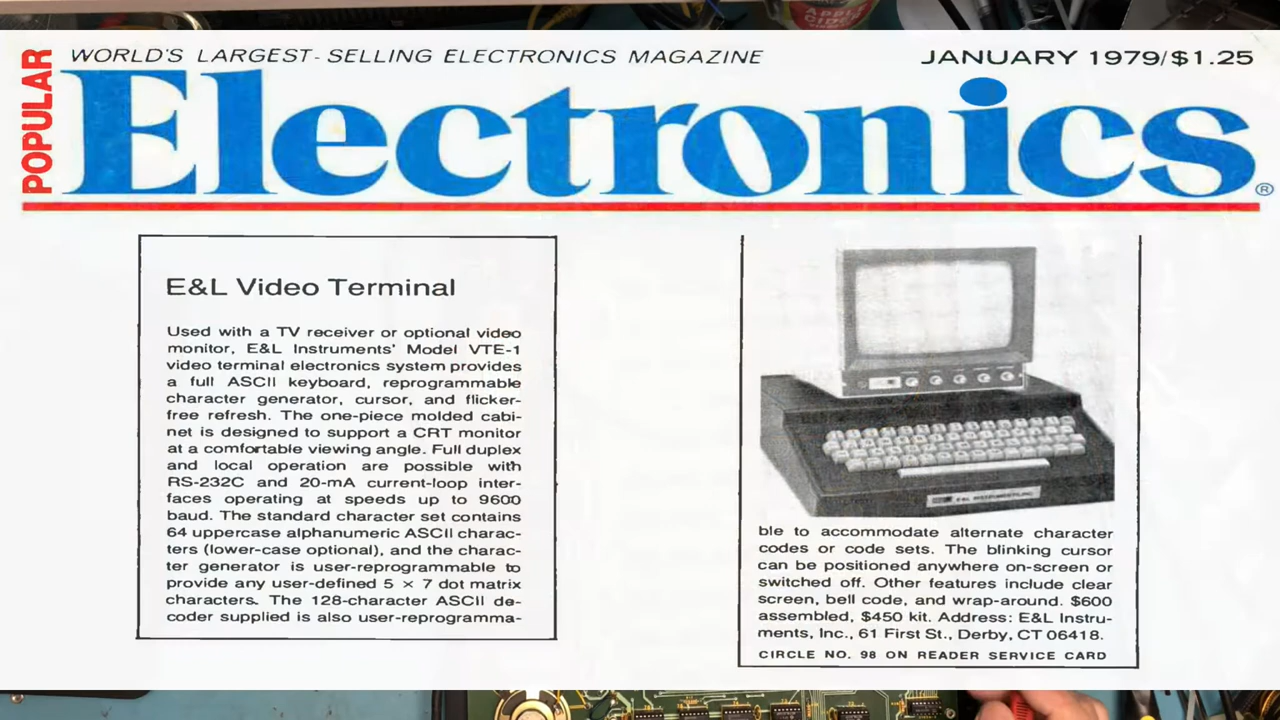 APPLE
CIDER
POPULAR
WORLD'S LARGEST-SELLING ELECTRONICS MAGAZINE
JANUARY 1979/$1.25
Electronics®
E&L Video Terminal
Used with a TV receiver or optional video
monitor, E&L Instruments' Model VTE-1
video terminal electronics system provides
a full ASCII keyboard, reprogrammable
character generator, cursor, and flicker-
free refresh. The one-piece molded cabi-
net is designed to support a CRT monitor
at a comfortable viewing angle. Full duplex
and local operation are possible with
RS-232C and 20-mA current-loop inter-
faces operating at speeds up to 9600
baud. The standard character set contains
64 uppercase alphanumeric ASCII charac-
ters (lower-case optional), and the charac-
ter generator is user-reprogrammable to
provide any user-defined 5 × 7 dot matrix
characters. The 128-character ASCII de-
coder supplied is also user-reprogramma-
E&L INSTRUMENTS, INC.
ble to accommodate alternate character
codes or code sets. The blinking cursor
can be positioned anywhere on-screen or
switched off. Other features include clear
screen, bell code, and wrap-around. $600
assembled, $450 kit. Address: E&L Instru-
ments, Inc., 61 First St., Derby, CT 06418.
CIRCLE NO. 98 ON READER SERVICE CARD